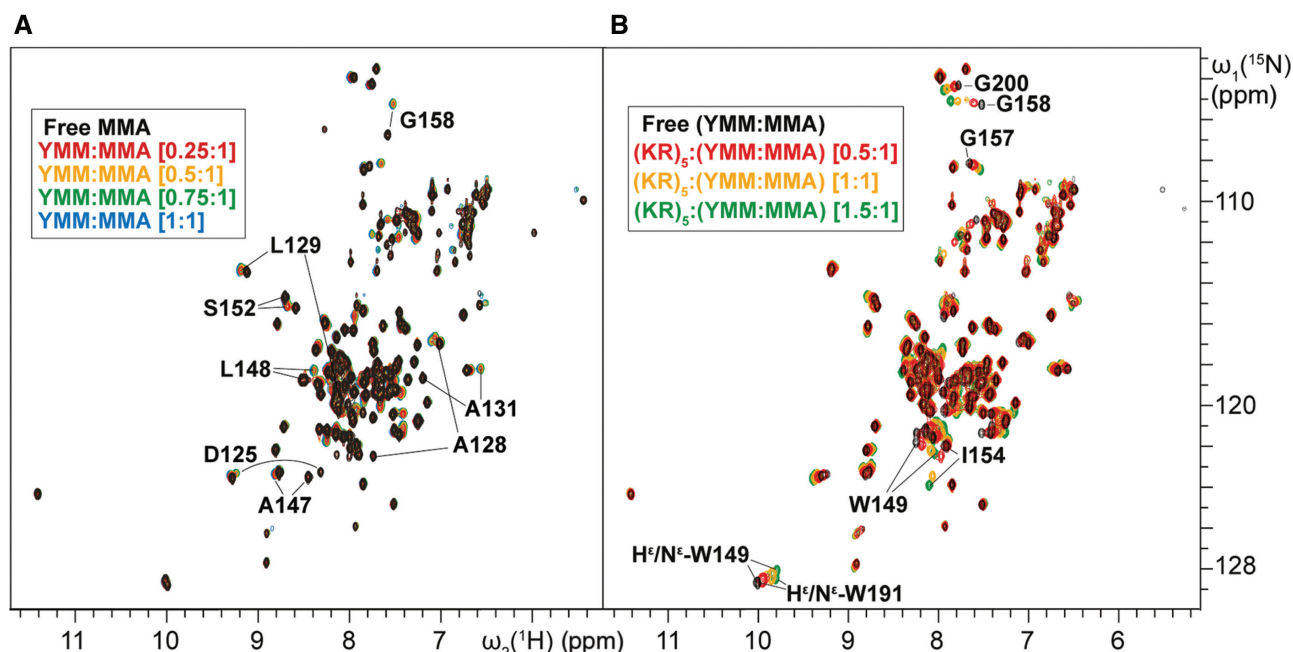 A
B
Free MMA
YMM:MMA [0.25:1]
YMM:MMA [0.5:1]
YMM:MMA [0.75:1]
YMM:MMA [1:1]
G158
L129
S152
L148
A131
A128
D125
A147
11 10 9 8 7
ω₂(¹H) (ppm)
Free (YMM:MMA)
(KR)₅:(YMM:MMA) [0.5:1]
(KR)₅:(YMM:MMA) [1:1]
(KR)₅:(YMM:MMA) [1.5:1]
G200
G158
G157
I154
W149
Hᵋ/Nᵋ-W149
Hᵋ/Nᵋ-W191
ω₁(¹⁵N)
(ppm)
110
120
128
11 10 9 8 7 6